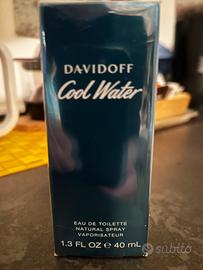 DAVIDOFF
Cool Water
EAU DE TOILETTE
NATURAL SPRAY
VAPORISATEUR
1.3 FL OZ ℮ 40 mL
subito